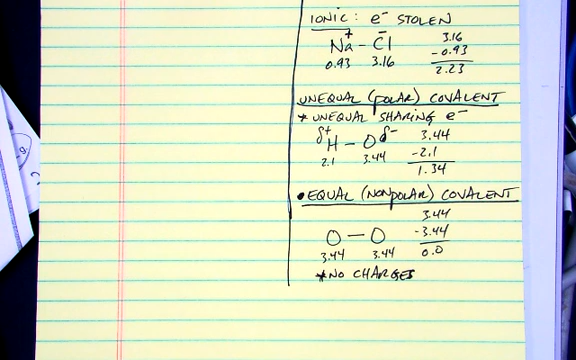 IONIC: e⁻ STOLEN
Na⁺ - Cl⁻ 3.16
0.93 3.16 -0.93
2.23
UNEQUAL (POLAR) COVALENT
* UNEQUAL SHARING e⁻
δ⁺H - Oδ⁻ 3.44
2.1 3.44 -2.1
1.34
• EQUAL (NONPOLAR) COVALENT
3.44
O - O -3.44
3.44 3.44 0.0
*NO CHARGES